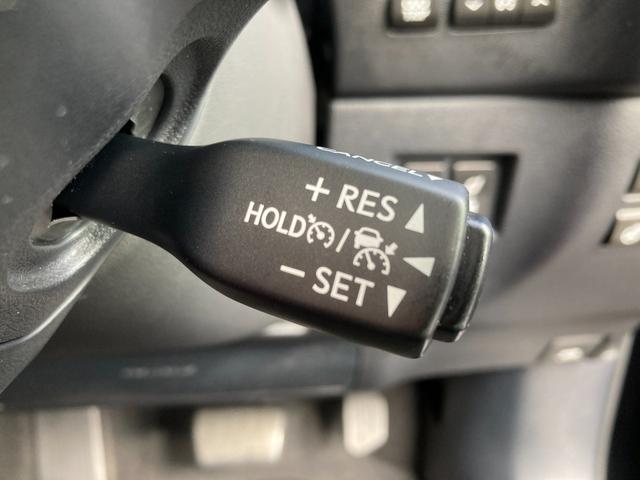 CANCEL
+ RES
HOLD /
– SET